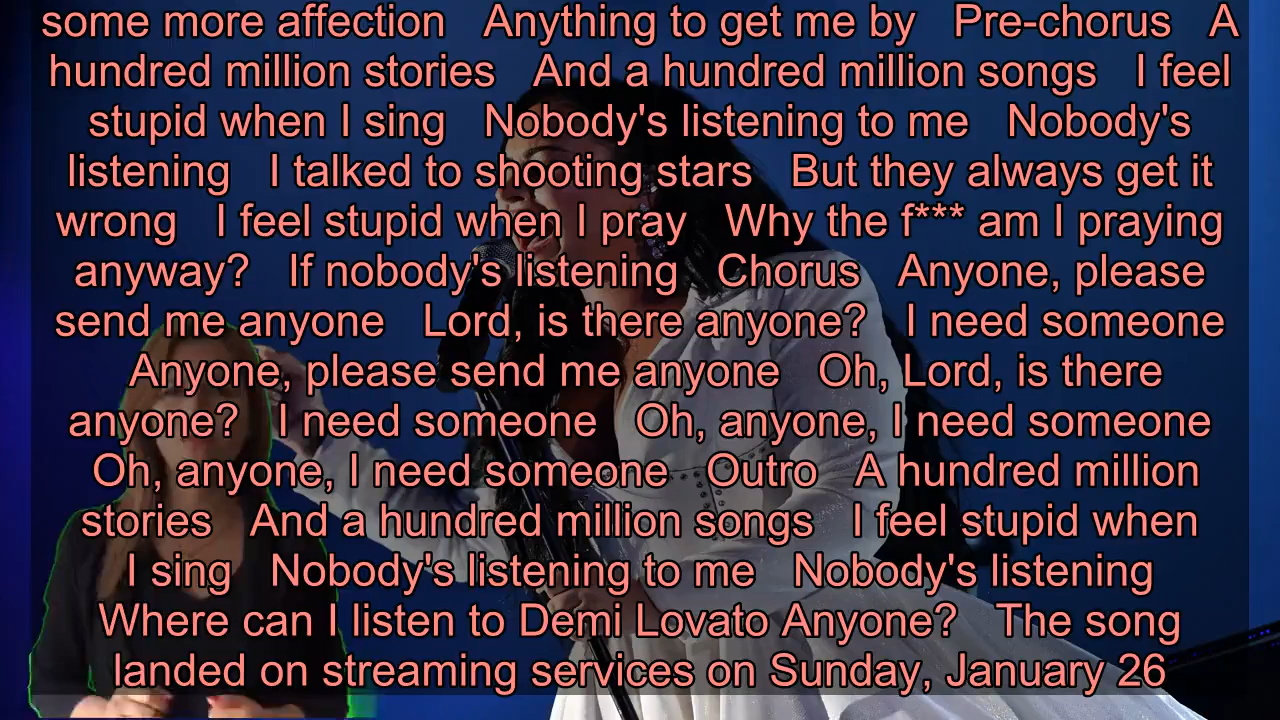 some more affection   Anything to get me by   Pre-chorus   A
hundred million stories   And a hundred million songs   I feel
stupid when I sing   Nobody's listening to me   Nobody's
listening   I talked to shooting stars   But they always get it
wrong   I feel stupid when I pray   Why the f*** am I praying
anyway?   If nobody's listening   Chorus   Anyone, please
send me anyone   Lord, is there anyone?   I need someone
Anyone, please send me anyone   Oh, Lord, is there
anyone?   I need someone   Oh, anyone, I need someone
Oh, anyone, I need someone   Outro   A hundred million
stories   And a hundred million songs   I feel stupid when
I sing   Nobody's listening to me   Nobody's listening
Where can I listen to Demi Lovato Anyone?   The song
landed on streaming services on Sunday, January 26